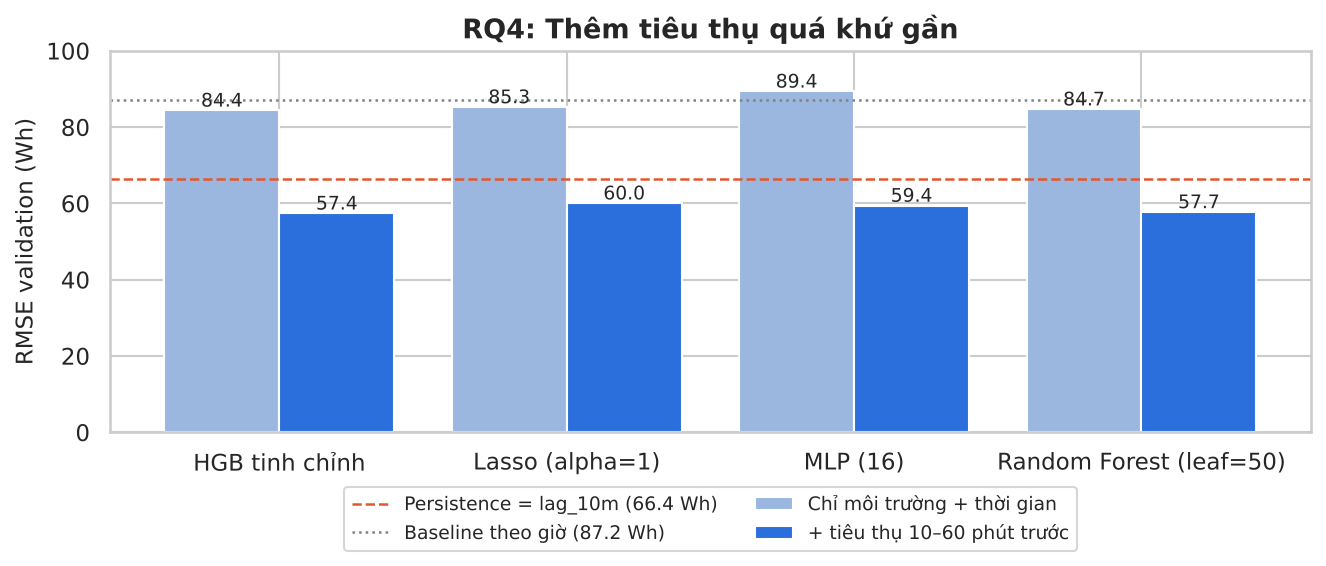 RQ4: Thêm tiêu thụ quá khứ gần
RMSE validation (Wh)
100
80
60
40
20
0
84.4
57.4
85.3
60.0
89.4
59.4
84.7
57.7
HGB tinh chỉnh
Lasso (alpha=1)
MLP (16)
Random Forest (leaf=50)
Persistence = lag_10m (66.4 Wh)
Baseline theo giờ (87.2 Wh)
Chỉ môi trường + thời gian
+ tiêu thụ 10–60 phút trước